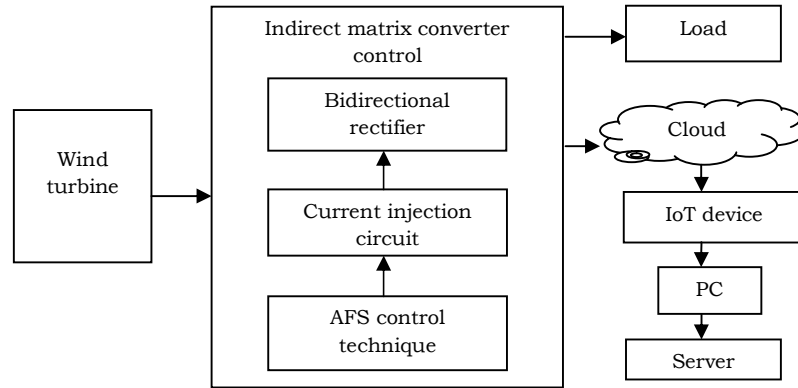 Wind
turbine
Indirect matrix converter
control
Bidirectional
rectifier
Current injection
circuit
AFS control
technique
Load
Cloud
IoT device
PC
Server